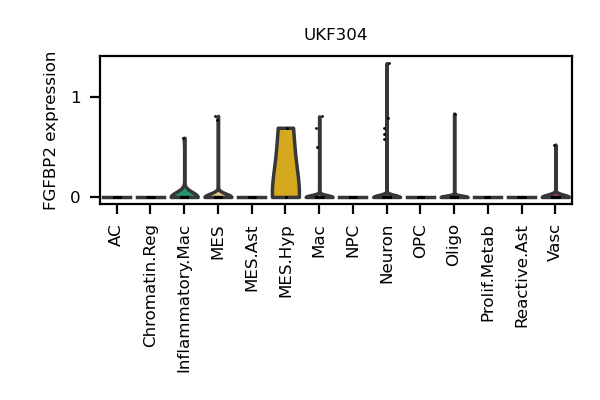 UKF304
FGFBP2 expression
1
0
AC
Chromatin.Reg
Inflammatory.Mac
MES
MES.Ast
MES.Hyp
Mac
NPC
Neuron
OPC
Oligo
Prolif.Metab
Reactive.Ast
Vasc